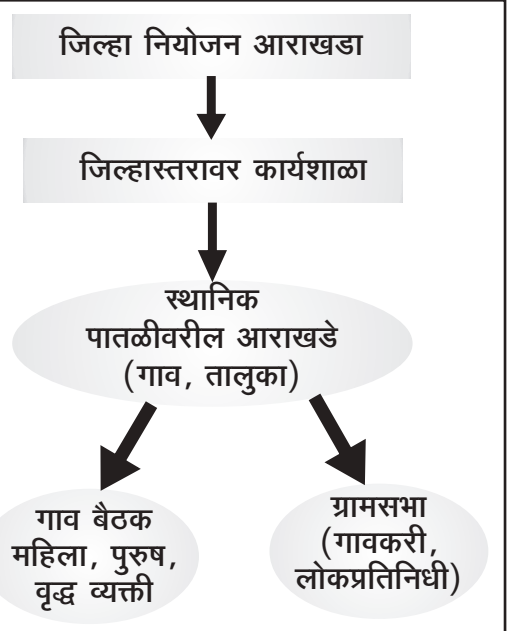 जिल्हा नियोजन आराखडा
जिल्हास्तरावर कार्यशाळा
स्थानिक
पातळीवरील आराखडे
(गाव, तालुका)
गाव बैठक
महिला, पुरुष,
वृद्ध व्यक्ती
ग्रामसभा
(गावकरी,
लोकप्रतिनिधी)